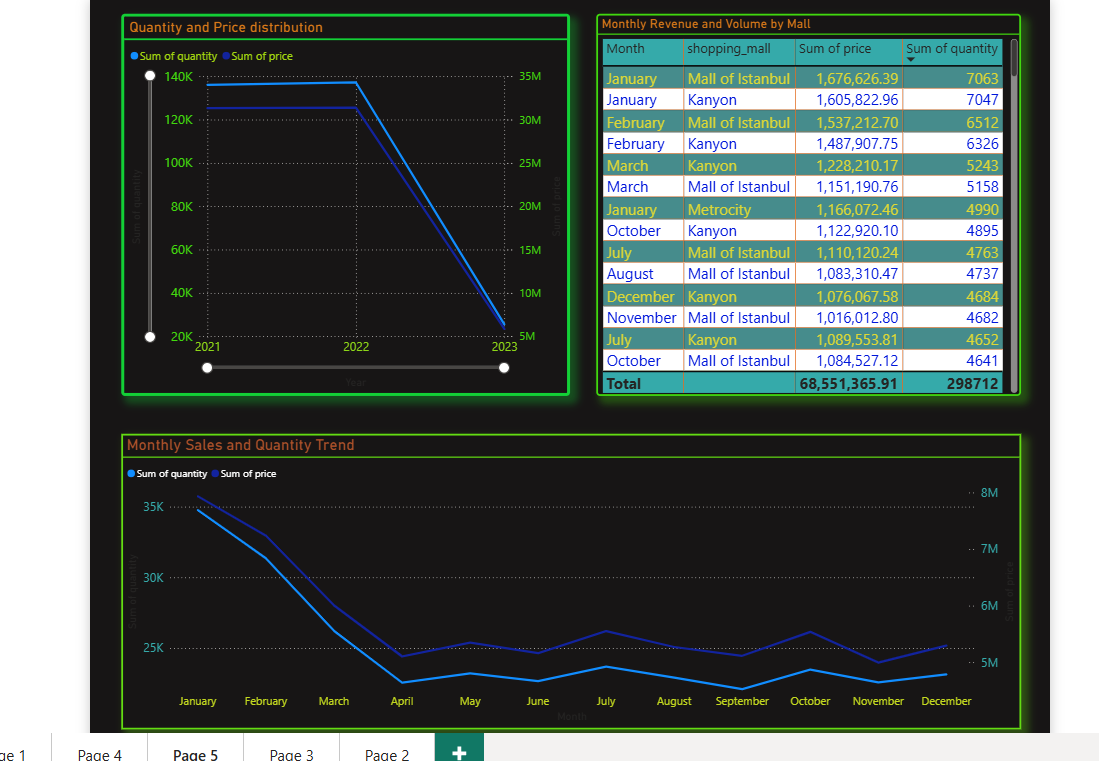 Quantity and Price distribution
Sum of quantity Sum of price
140K
120K
100K
80K
60K
40K
20K
35M
30M
25M
20M
15M
10M
5M
Sum of quantity
Sum of price
2021 2022 2023
Year
Monthly Revenue and Volume by Mall
Month shopping_mall Sum of price Sum of quantity
January Mall of Istanbul 1,676,626.39 7063
January Kanyon 1,605,822.96 7047
February Mall of Istanbul 1,537,212.70 6512
February Kanyon 1,487,907.75 6326
March Kanyon 1,228,210.17 5243
March Mall of Istanbul 1,151,190.76 5158
January Metrocity 1,166,072.46 4990
October Kanyon 1,122,920.10 4895
July Mall of Istanbul 1,110,120.24 4763
August Mall of Istanbul 1,083,310.47 4737
December Kanyon 1,076,067.58 4684
November Mall of Istanbul 1,016,012.80 4682
July Kanyon 1,089,553.81 4652
October Mall of Istanbul 1,084,527.12 4641
Total 68,551,365.91 298712
Monthly Sales and Quantity Trend
Sum of quantity Sum of price
35K
30K
25K
8M
7M
6M
5M
Sum of quantity
Sum of price
January February March April May June July August September October November December
Month
ge 1 Page 4 Page 5 Page 3 Page 2 +